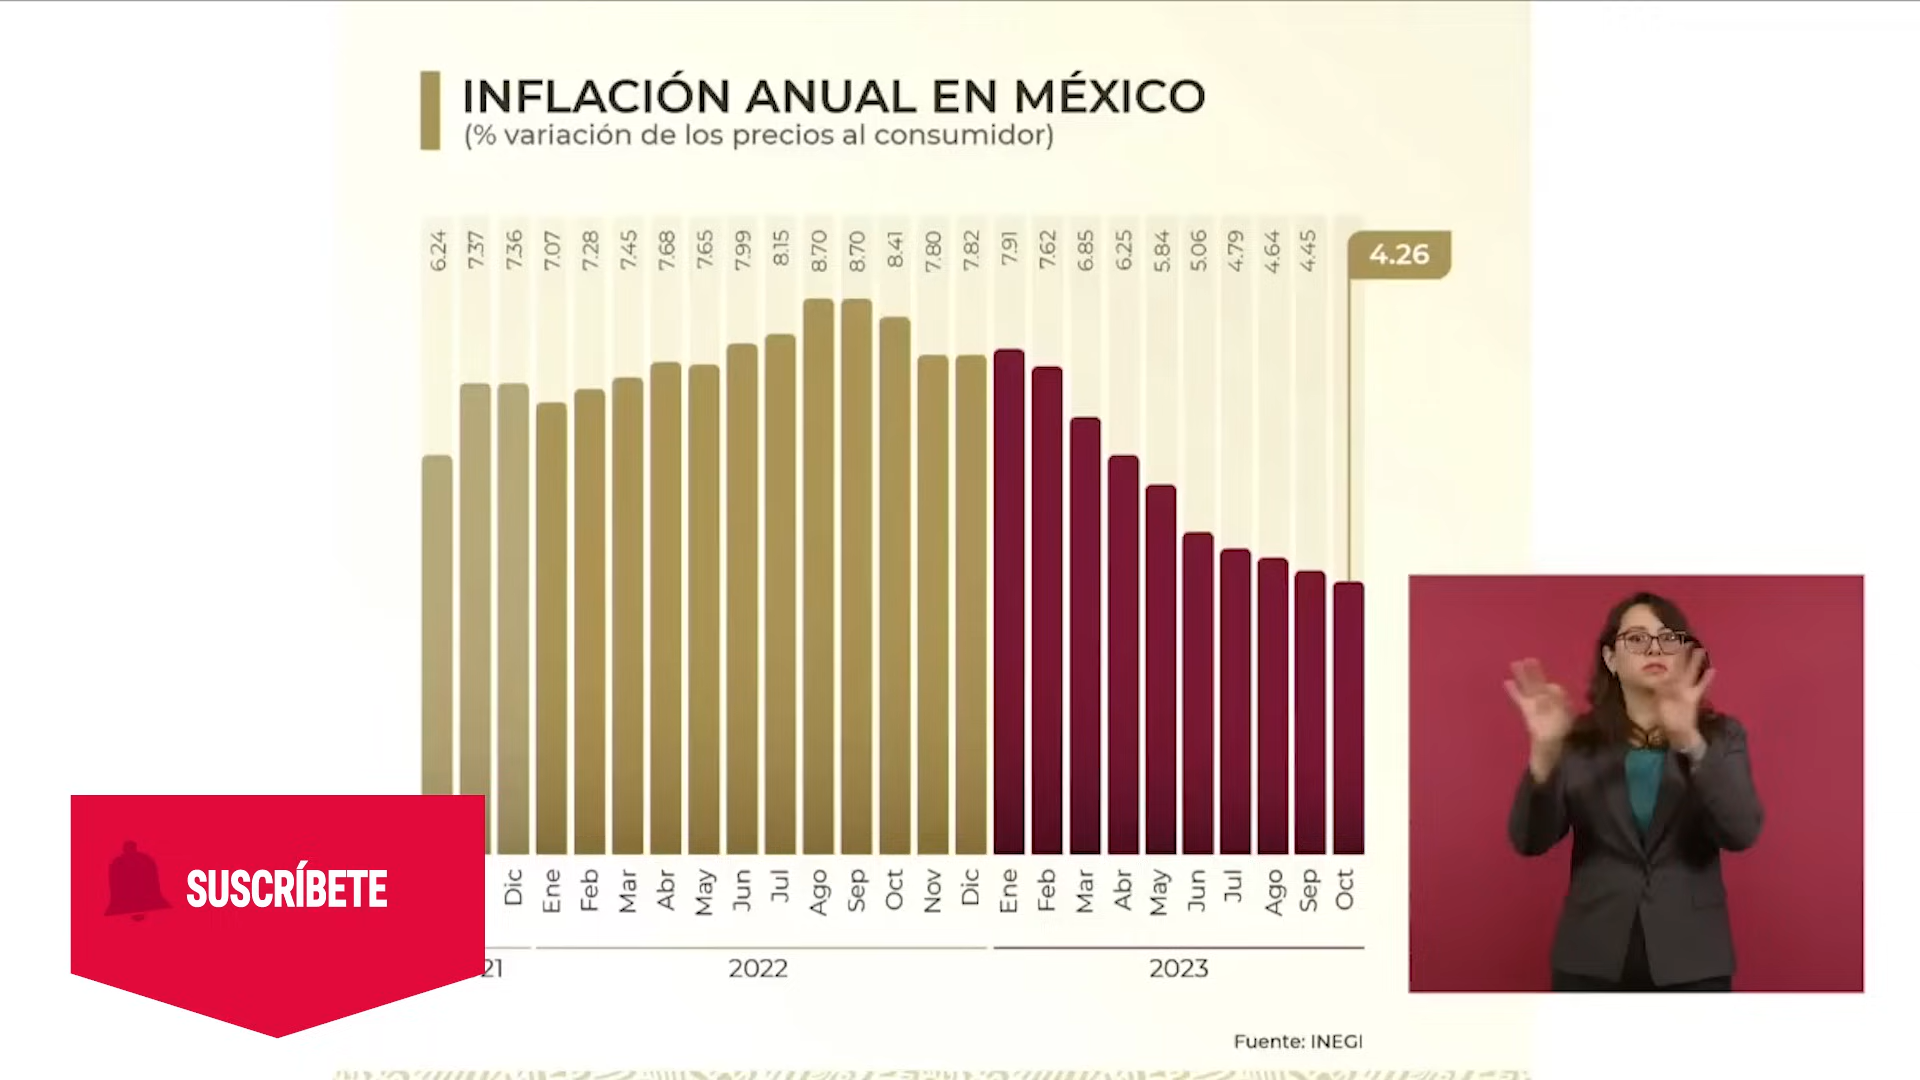 INFLACIÓN ANUAL EN MÉXICO
(% variación de los precios al consumidor)
6.24 7.37 7.36 7.07 7.28 7.45 7.68 7.65 7.99 8.15 8.70 8.70 8.41 7.80 7.82 7.91 7.62 6.85 6.25 5.84 5.06 4.79 4.64 4.45 4.26
Dic Ene Feb Mar Abr May Jun Jul Ago Sep Oct Nov Dic Ene Feb Mar Abr May Jun Jul Ago Sep Oct
21 2022 2023
SUSCRÍBETE
Fuente: INEGI